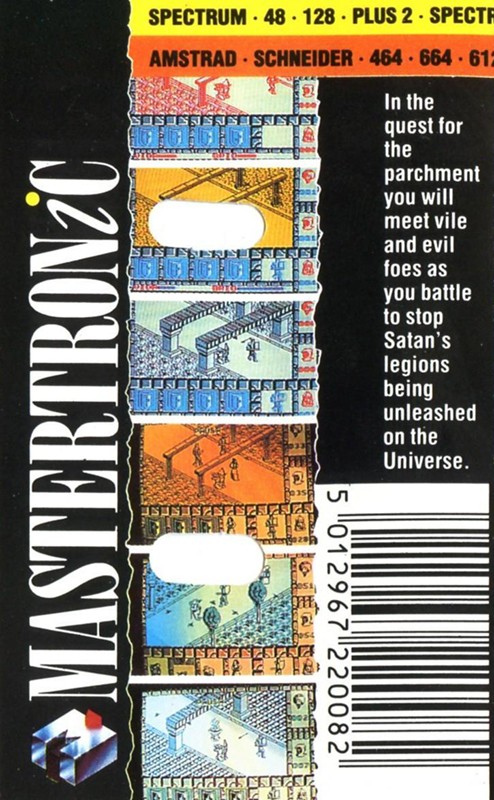 SPECTRUM · 48 · 128 · PLUS 2 · SPECTR
AMSTRAD · SCHNEIDER · 464 · 664 · 612
MASTERTRONiC
In the
quest for
the
parchment
you will
meet vile
and evil
foes as
you battle
to stop
Satan's
legions
being
unleashed
on the
Universe.
5 012967 220082